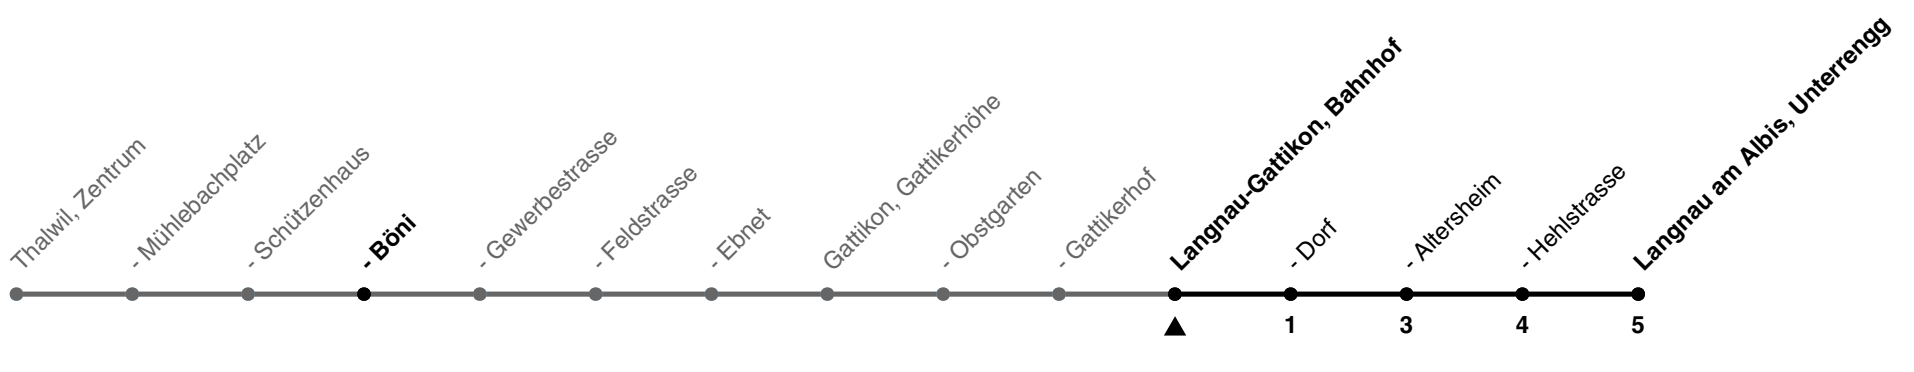 Thalwil, Zentrum
- Mühlebachplatz
- Schützenhaus
- Böni
- Gewerbestrasse
- Feldstrasse
- Ebnet
Gattikon, Gattikerhöhe
- Obstgarten
- Gattikerhof
Langnau-Gattikon, Bahnhof
- Dorf
- Altersheim
- Hehlstrasse
Langnau am Albis, Unterrengg
1 3 4 5